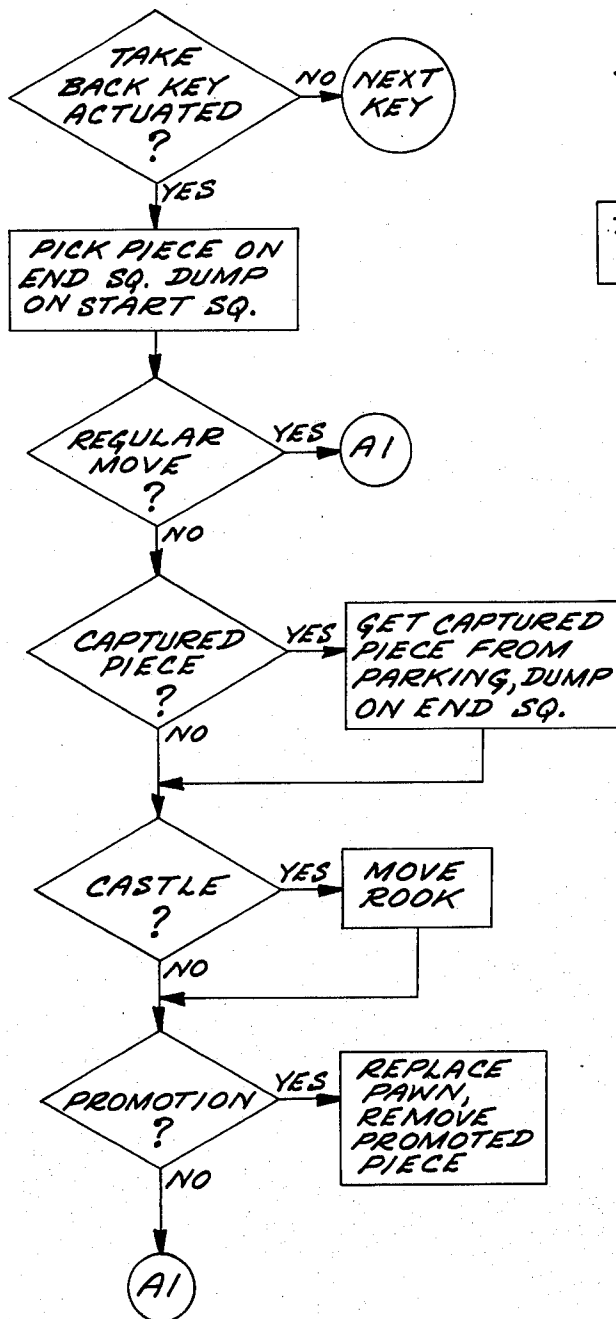 TAKE
BACK KEY
ACTUATED
?
NO
NEXT
KEY
YES
PICK PIECE ON
END SQ. DUMP
ON START SQ.
REGULAR
MOVE
?
YES
A1
NO
CAPTURED
PIECE
?
YES
GET CAPTURED
PIECE FROM
PARKING, DUMP
ON END SQ.
NO
CASTLE
?
YES
MOVE
ROOK
NO
PROMOTION
?
YES
REPLACE
PAWN,
REMOVE
PROMOTED
PIECE
NO
A1